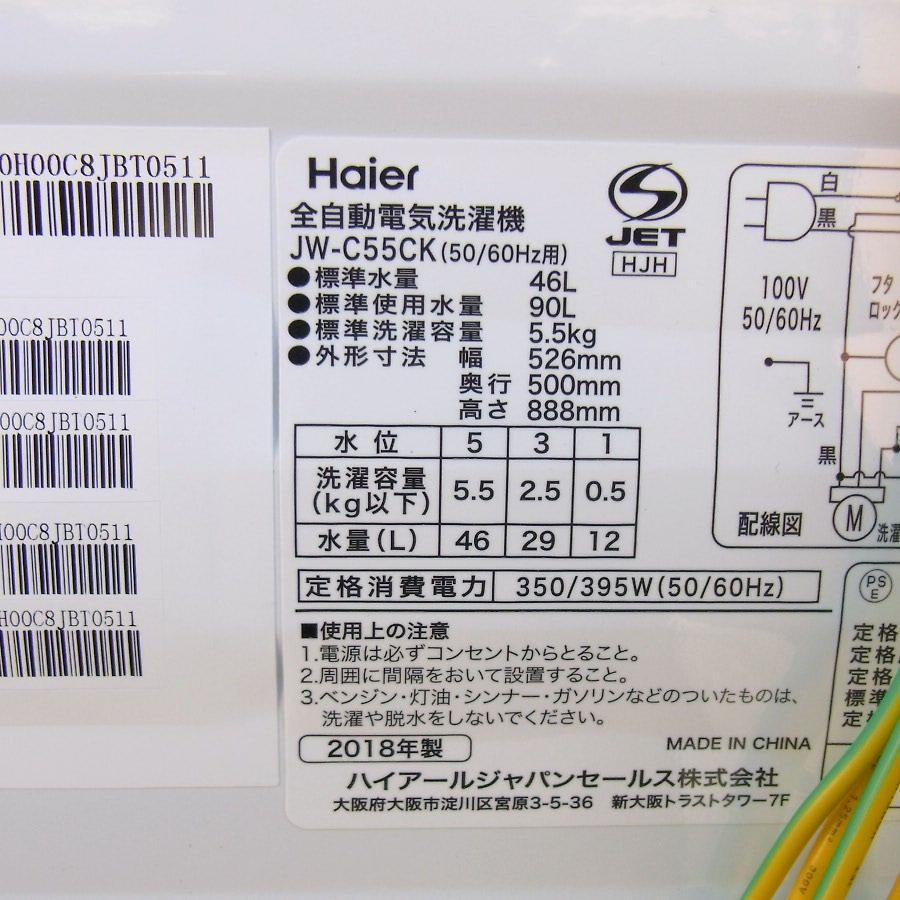 0H00C8JBT0511
00C8JBT0511
00C8JBT0511
H00C8JBT0511
H00C8JBT0511
Haier
JET
HJH
全自動電気洗濯機
JW-C55CK(50/60Hz用)
●標準水量 46L
●標準使用水量 90L
●標準洗濯容量 5.5kg
●外形寸法 幅 526mm
奥行 500mm
高さ 888mm
水位 5 3 1
洗濯容量(kg以下) 5.5 2.5 0.5
水量(L) 46 29 12
定格消費電力 350/395W(50/60Hz)
■使用上の注意
1.電源は必ずコンセントからとること。
2.周囲に間隔をおいて設置すること。
3.ベンジン・灯油・シンナー・ガソリンなどのついたものは、
洗濯や脱水をしないでください。
2018年製
MADE IN CHINA
ハイアールジャパンセールス株式会社
大阪府大阪市淀川区宮原3-5-36 新大阪トラストタワー7F
白
黒
100V
50/60Hz
フタ
ロック
アース
黒
M
洗濯
配線図
PS
E
定格
定格
定格
標準
定